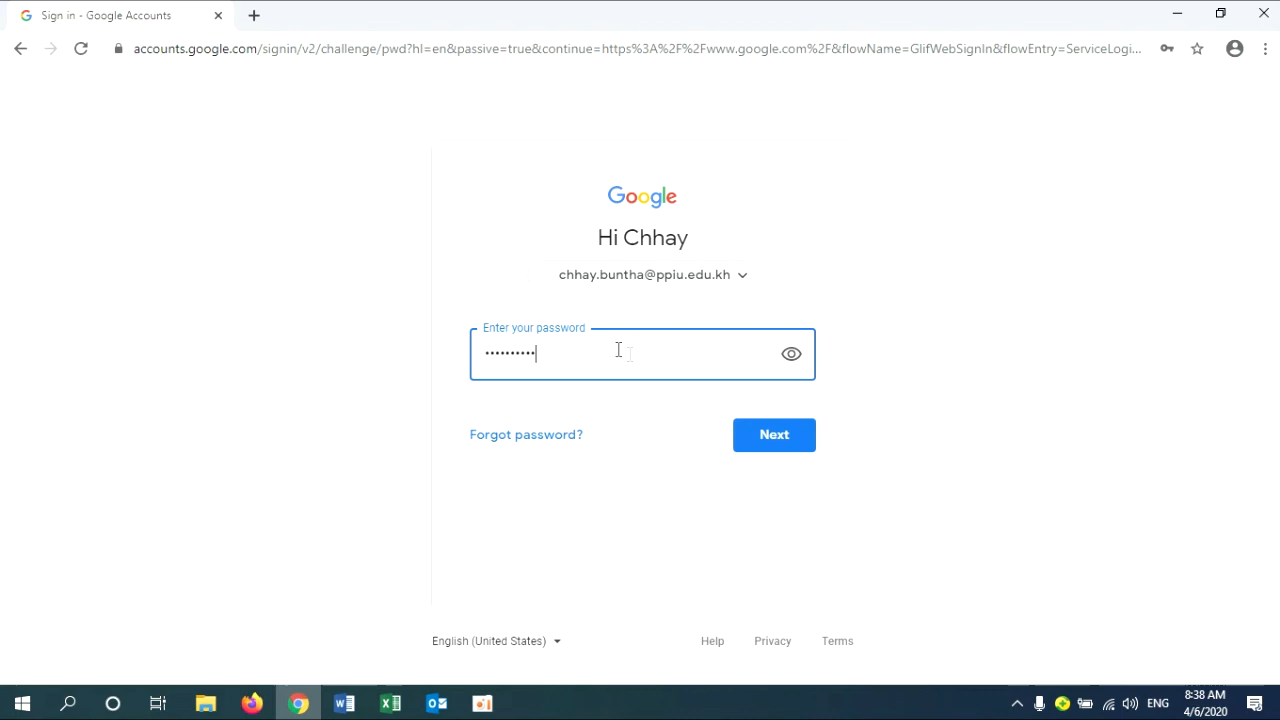 Sign in - Google Accounts
accounts.google.com/signin/v2/challenge/pwd?hl=en&passive=true&continue=https%3A%2F%2Fwww.google.com%2F&flowName=GlifWebSignIn&flowEntry=ServiceLogi...
Google
Hi Chhay
chhay.buntha@ppiu.edu.kh
Enter your password
••••••••••
Forgot password?
Next
English (United States)
Help
Privacy
Terms
ENG
8:38 AM
4/6/2020